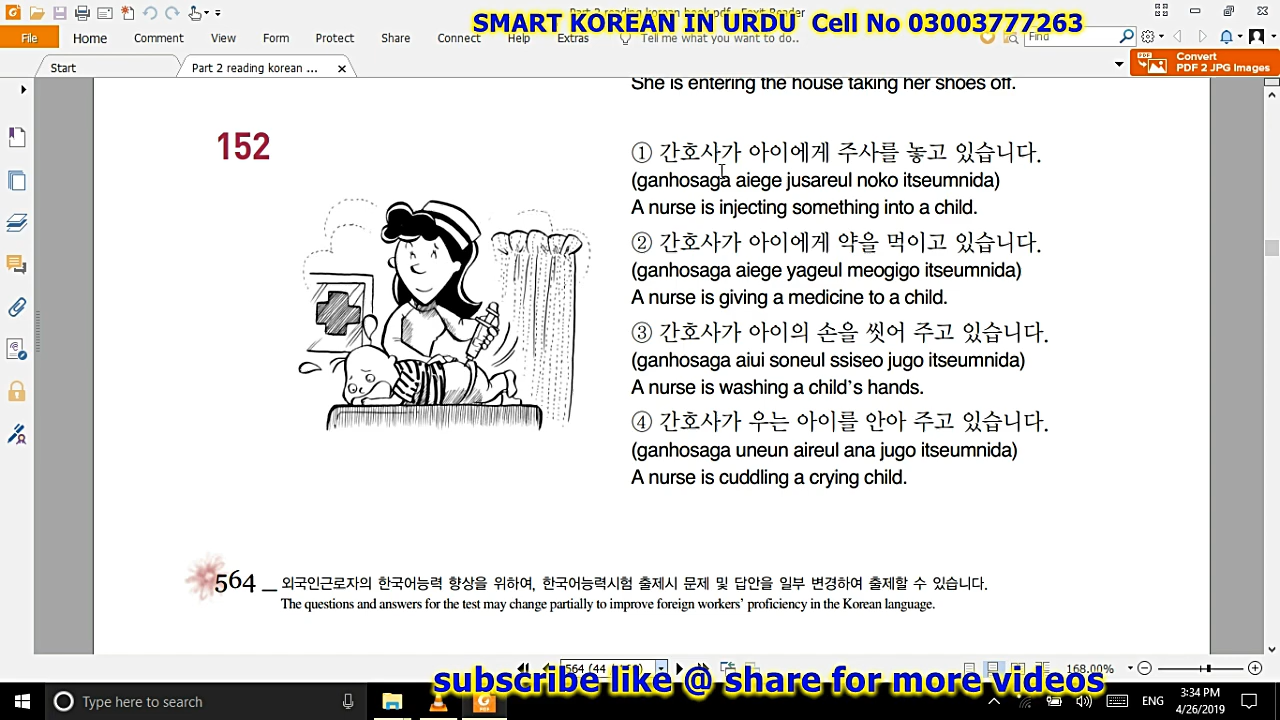 SMART KOREAN IN URDU Cell No 03003777263
File Home Comment View Form Protect Share Connect Help Extras Tell me what you want to do.. Find
Start Part 2 reading korean ...
Convert
PDF 2 JPG Images
She is entering the house taking her shoes off.
152
① 간호사가 아이에게 주사를 놓고 있습니다.
(ganhosaga aiege jusareul noko itseumnida)
A nurse is injecting something into a child.
② 간호사가 아이에게 약을 먹이고 있습니다.
(ganhosaga aiege yageul meogigo itseumnida)
A nurse is giving a medicine to a child.
③ 간호사가 아이의 손을 씻어 주고 있습니다.
(ganhosaga aiui soneul ssiseo jugo itseumnida)
A nurse is washing a child's hands.
④ 간호사가 우는 아이를 안아 주고 있습니다.
(ganhosaga uneun aireul ana jugo itseumnida)
A nurse is cuddling a crying child.
564 _ 외국인근로자의 한국어능력 향상을 위하여, 한국어능력시험 출제시 문제 및 답안을 일부 변경하여 출제할 수 있습니다.
The questions and answers for the test may change partially to improve foreign workers' proficiency in the Korean language.
564 (44 168.00%
subscribe like @ share for more videos
Type here to search
ENG
3:34 PM
4/26/2019